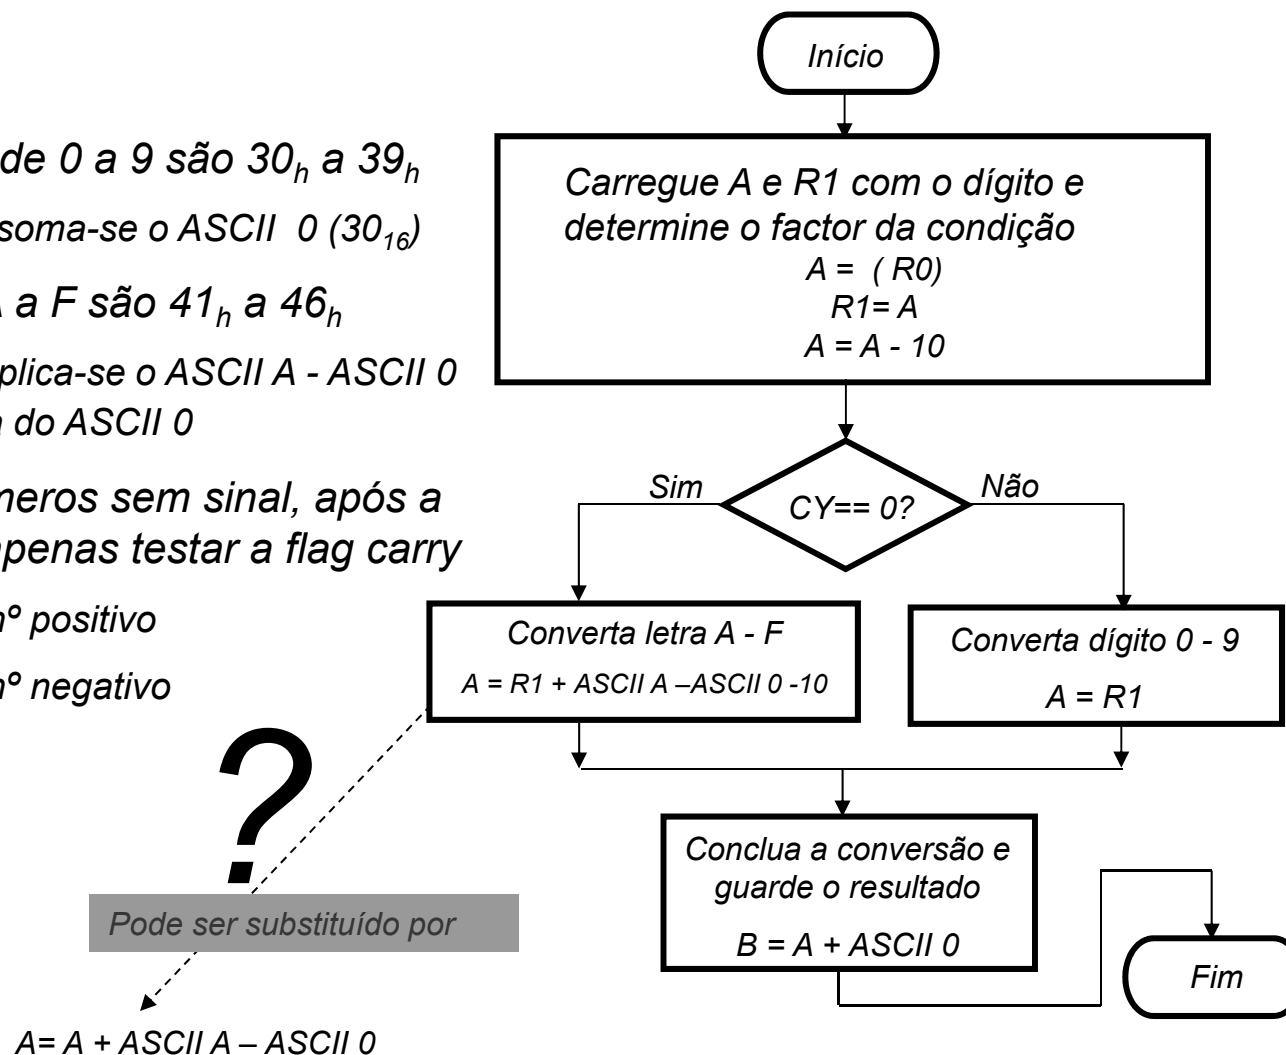 de 0 a 9 são 30h a 39h
soma-se o ASCII 0 (3016)
a F são 41h a 46h
plica-se o ASCII A - ASCII 0
do ASCII 0
meros sem sinal, após a
apenas testar a flag carry
nº positivo
nº negativo
Início
Carregue A e R1 com o dígito e
determine o factor da condição
A = ( R0)
R1= A
A = A - 10
Sim
CY== 0?
Não
Converta letra A - F
A = R1 + ASCII A –ASCII 0 -10
Converta dígito 0 - 9
A = R1
?
Pode ser substituído por
A= A + ASCII A – ASCII 0
Conclua a conversão e
guarde o resultado
B = A + ASCII 0
Fim